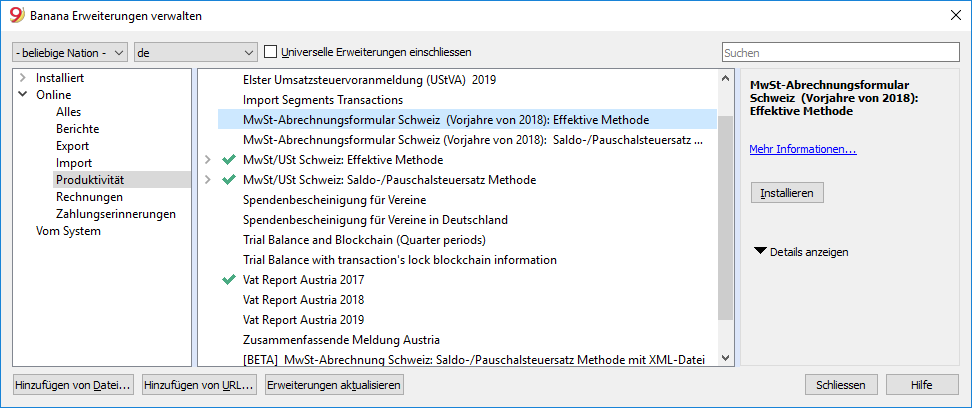 9 Banana Erweiterungen verwalten
- beliebige Nation -
de
Universelle Erweiterungen einschliessen
Suchen
Installiert
Online
Alles
Berichte
Export
Import
Produktivität
Rechnungen
Zahlungserinnerungen
Vom System
Elster Umsatzsteuervoranmeldung (UStVA) 2019
Import Segments Transactions
MwSt-Abrechnungsformular Schweiz (Vorjahre von 2018): Effektive Methode
MwSt-Abrechnungsformular Schweiz (Vorjahre von 2018): Saldo-/Pauschalsteuersatz ...
MwSt/USt Schweiz: Effektive Methode
MwSt/USt Schweiz: Saldo-/Pauschalsteuersatz Methode
Spendenbescheinigung für Vereine
Spendenbescheinigung für Vereine in Deutschland
Trial Balance and Blockchain (Quarter periods)
Trial Balance with transaction's lock blockchain information
Vat Report Austria 2017
Vat Report Austria 2018
Vat Report Austria 2019
Zusammenfassende Meldung Austria
[BETA] MwSt-Abrechnung Schweiz: Saldo-/Pauschalsteuersatz Methode mit XML-Datei
MwSt-Abrechnungsformular
Schweiz (Vorjahre von 2018):
Effektive Methode
Mehr Informationen...
Installieren
Details anzeigen
Hinzufügen von Datei...
Hinzufügen von URL...
Erweiterungen aktualisieren
Schliessen
Hilfe